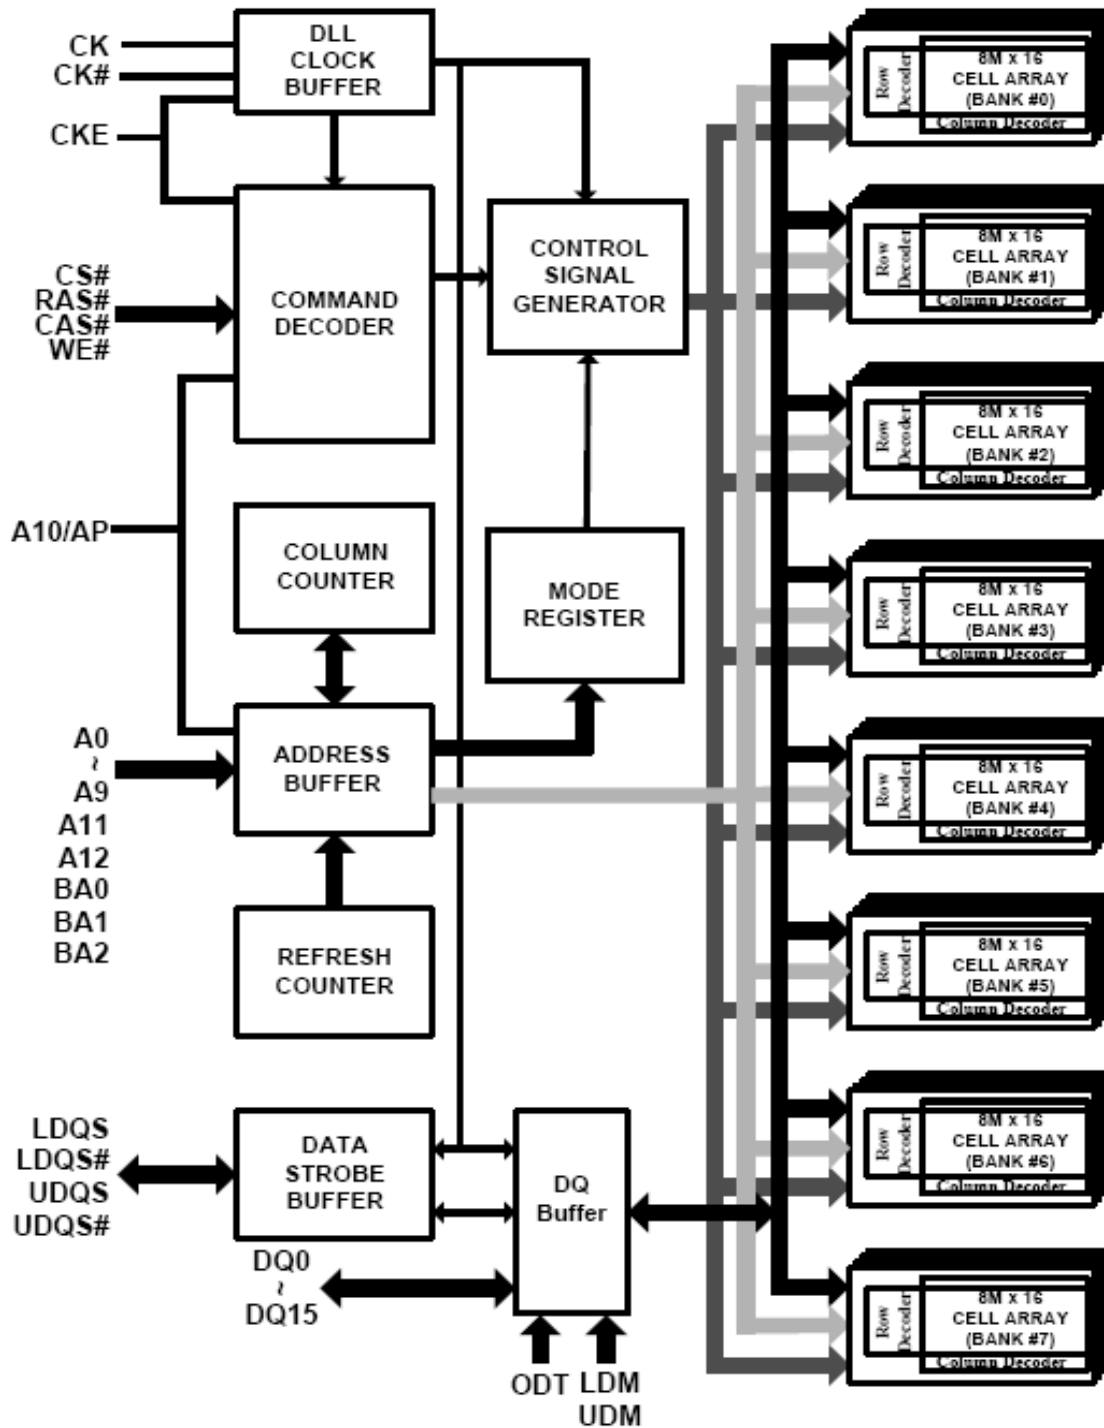 CK
CK#
CKE
CS#
RAS#
CAS#
WE#
A10/AP
A0
~
A9
A11
A12
BA0
BA1
BA2
LDQS
LDQS#
UDQS
UDQS#
DQ0
~
DQ15
DLL
CLOCK
BUFFER
COMMAND
DECODER
COLUMN
COUNTER
ADDRESS
BUFFER
REFRESH
COUNTER
DATA
STROBE
BUFFER
CONTROL
SIGNAL
GENERATOR
MODE
REGISTER
DQ
Buffer
ODT
LDM
UDM
Row
Decoder
8M x 16
CELL ARRAY
(BANK #0)
Column Decoder
Row
Decoder
8M x 16
CELL ARRAY
(BANK #1)
Column Decoder
Row
Decoder
8M x 16
CELL ARRAY
(BANK #2)
Column Decoder
Row
Decoder
8M x 16
CELL ARRAY
(BANK #3)
Column Decoder
Row
Decoder
8M x 16
CELL ARRAY
(BANK #4)
Column Decoder
Row
Decoder
8M x 16
CELL ARRAY
(BANK #5)
Column Decoder
Row
Decoder
8M x 16
CELL ARRAY
(BANK #6)
Column Decoder
Row
Decoder
8M x 16
CELL ARRAY
(BANK #7)
Column Decoder